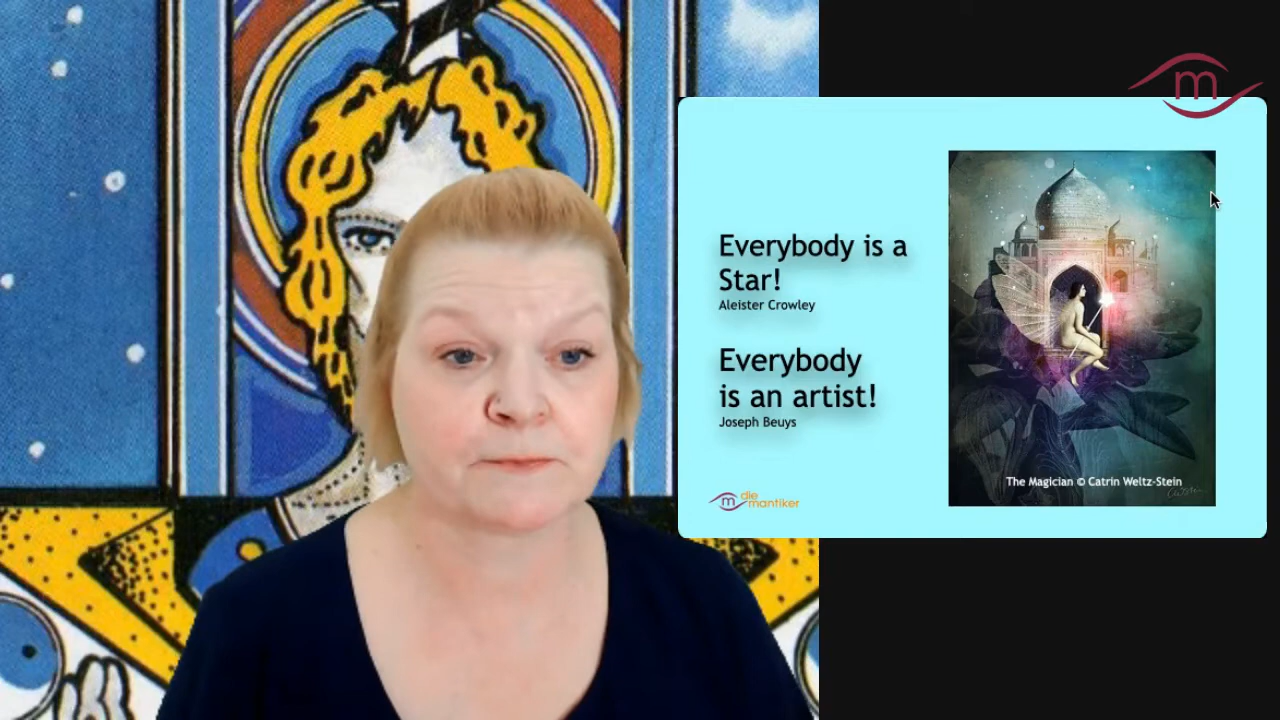 m
Everybody is a
Star!
Aleister Crowley
Everybody
is an artist!
Joseph Beuys
The Magician © Catrin Weltz-Stein
m die
mantiker